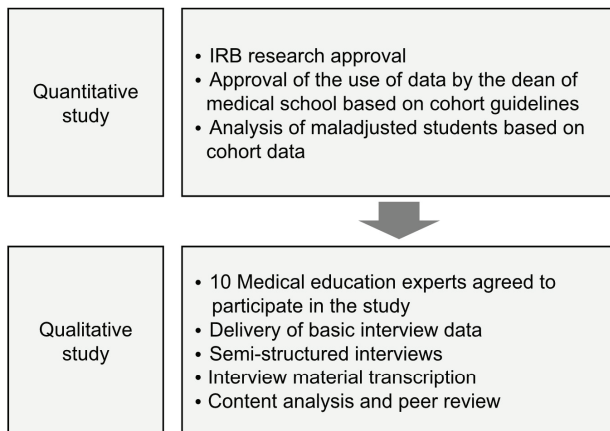 Quantitative
study
• IRB research approval
• Approval of the use of data by the dean of
medical school based on cohort guidelines
• Analysis of maladjusted students based on
cohort data
Qualitative
study
• 10 Medical education experts agreed to
participate in the study
• Delivery of basic interview data
• Semi-structured interviews
• Interview material transcription
• Content analysis and peer review